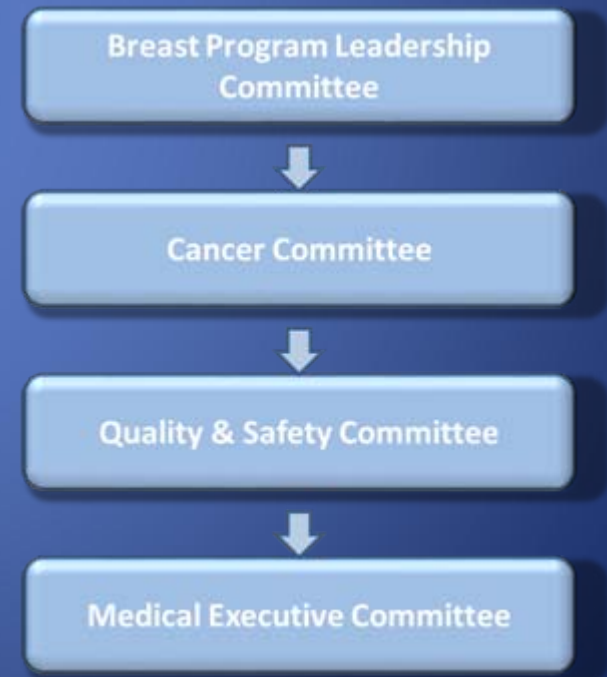 Breast Program Leadership
Committee
Cancer Committee
Quality & Safety Committee
Medical Executive Committee